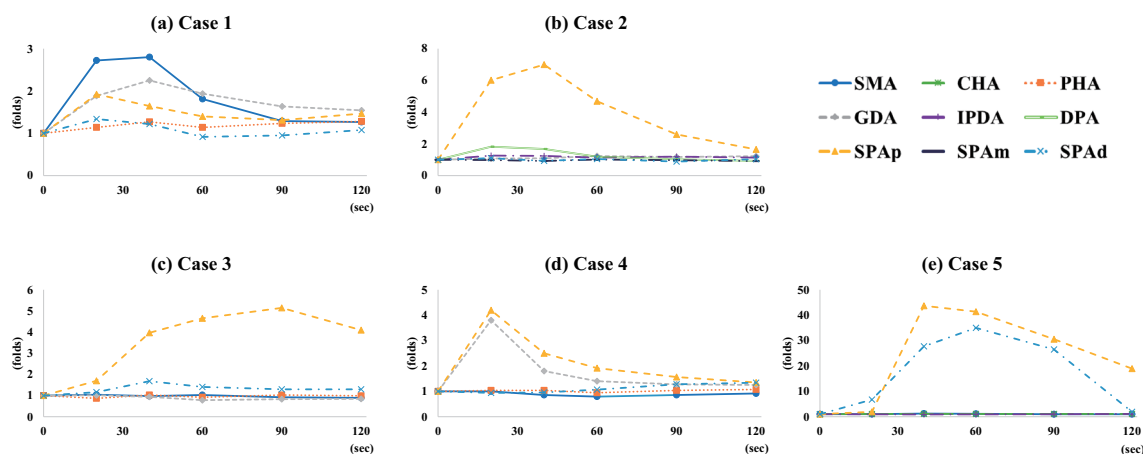 (a) Case 1
(folds)
3
2
1
0
0 30 60 90 120
(sec)
(b) Case 2
(folds)
8
6
4
2
0
0 30 60 90 120
(sec)
SMA CHA PHA
GDA IPDA DPA
SPAp SPAm SPAd
(c) Case 3
(folds)
6
5
4
3
2
1
0
0 30 60 90 120
(sec)
(d) Case 4
(folds)
5
4
3
2
1
0
0 30 60 90 120
(sec)
(e) Case 5
(folds)
50
40
30
20
10
0
0 30 60 90 120
(sec)